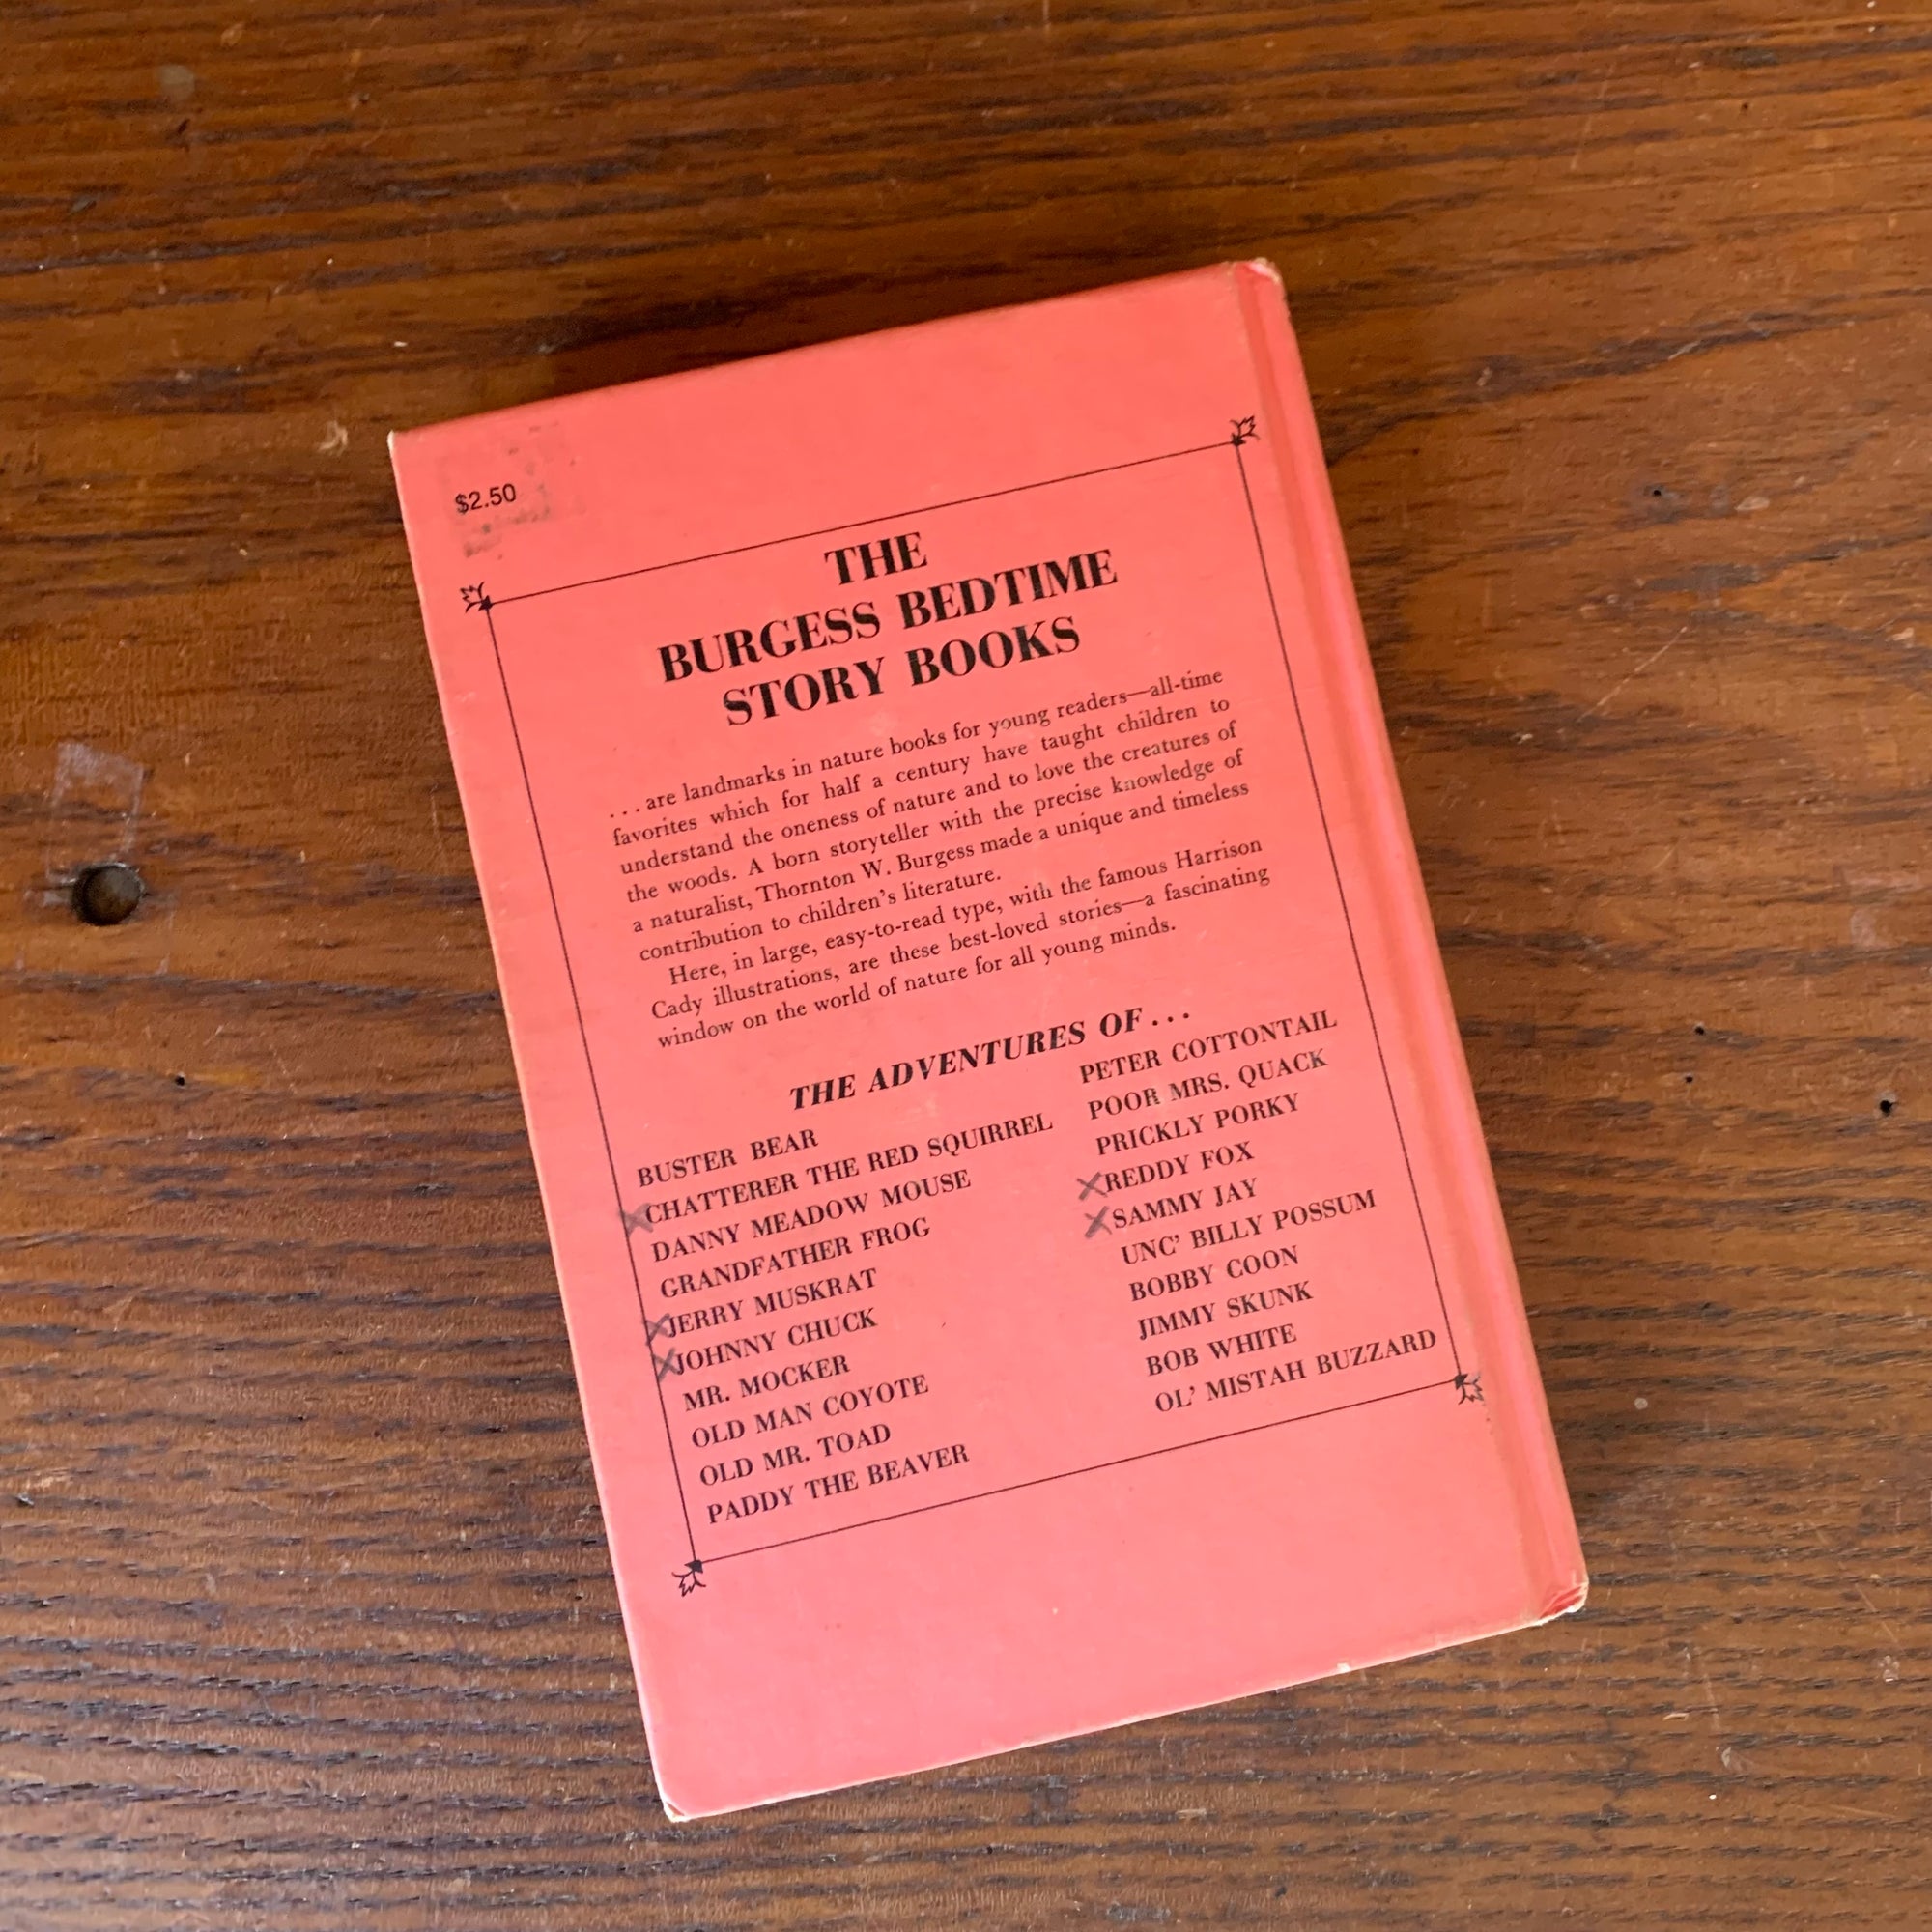 $2.50
THE
BURGESS BEDTIME
STORY BOOKS
...are landmarks in nature books for young readers—all-time
favorites which for half a century have taught children to
understand the oneness of nature and to love the creatures of
the woods. A born storyteller with the precise knowledge of
a naturalist, Thornton W. Burgess made a unique and timeless
contribution to children's literature.
Here, in large, easy-to-read type, with the famous Harrison
Cady illustrations, are these best-loved stories—a fascinating
window on the world of nature for all young minds.
THE ADVENTURES OF...
BUSTER BEAR
XCHATTERER THE RED SQUIRREL
DANNY MEADOW MOUSE
GRANDFATHER FROG
XJERRY MUSKRAT
XJOHNNY CHUCK
MR. MOCKER
OLD MAN COYOTE
OLD MR. TOAD
PADDY THE BEAVER
PETER COTTONTAIL
POOR MRS. QUACK
PRICKLY PORKY
XREDDY FOX
XSAMMY JAY
UNC' BILLY POSSUM
BOBBY COON
JIMMY SKUNK
BOB WHITE
OL' MISTAH BUZZARD